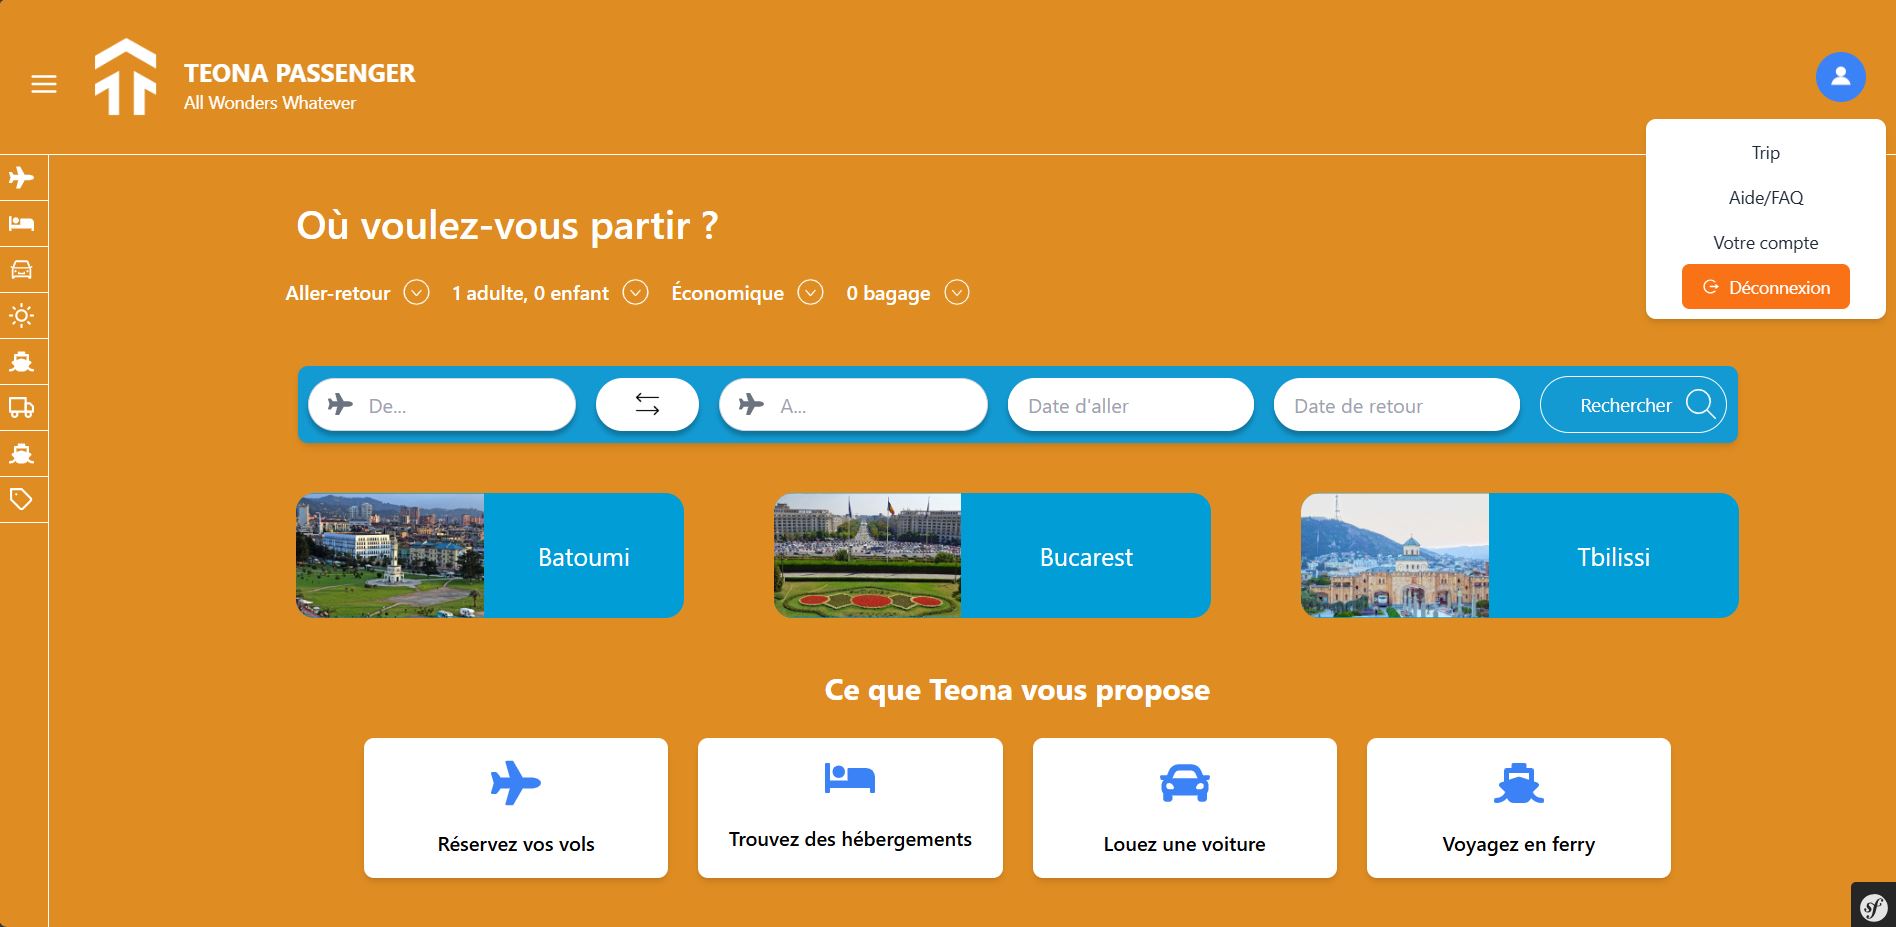 TEONA PASSENGER
All Wonders Whatever
Trip
Aide/FAQ
Votre compte
Déconnexion
Où voulez-vous partir ?
Aller-retour 1 adulte, 0 enfant Économique 0 bagage
De... A... Date d'aller Date de retour Rechercher
Batoumi Bucarest Tbilissi
Ce que Teona vous propose
Réservez vos vols Trouvez des hébergements Louez une voiture Voyagez en ferry
sf